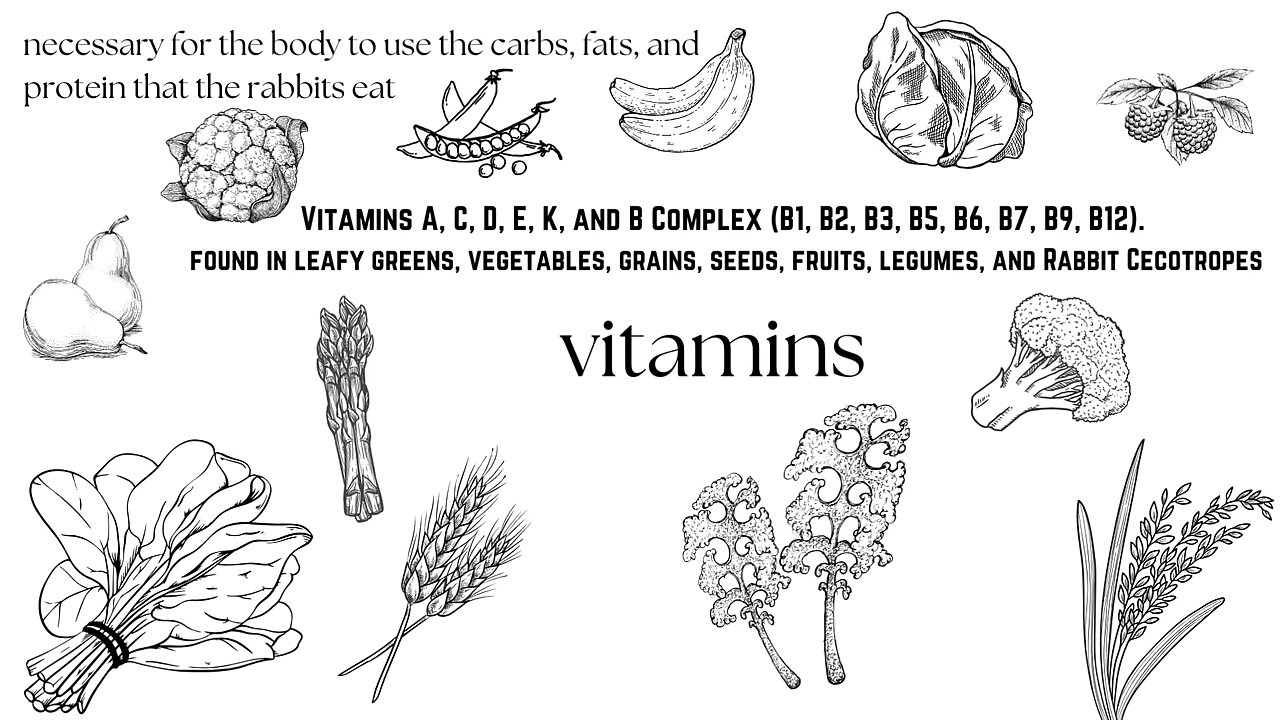 necessary for the body to use the carbs, fats, and
protein that the rabbits eat
Vitamins A, C, D, E, K, and B Complex (B1, B2, B3, B5, B6, B7, B9, B12).
found in leafy greens, vegetables, grains, seeds, fruits, legumes, and Rabbit Cecotropes
vitamins